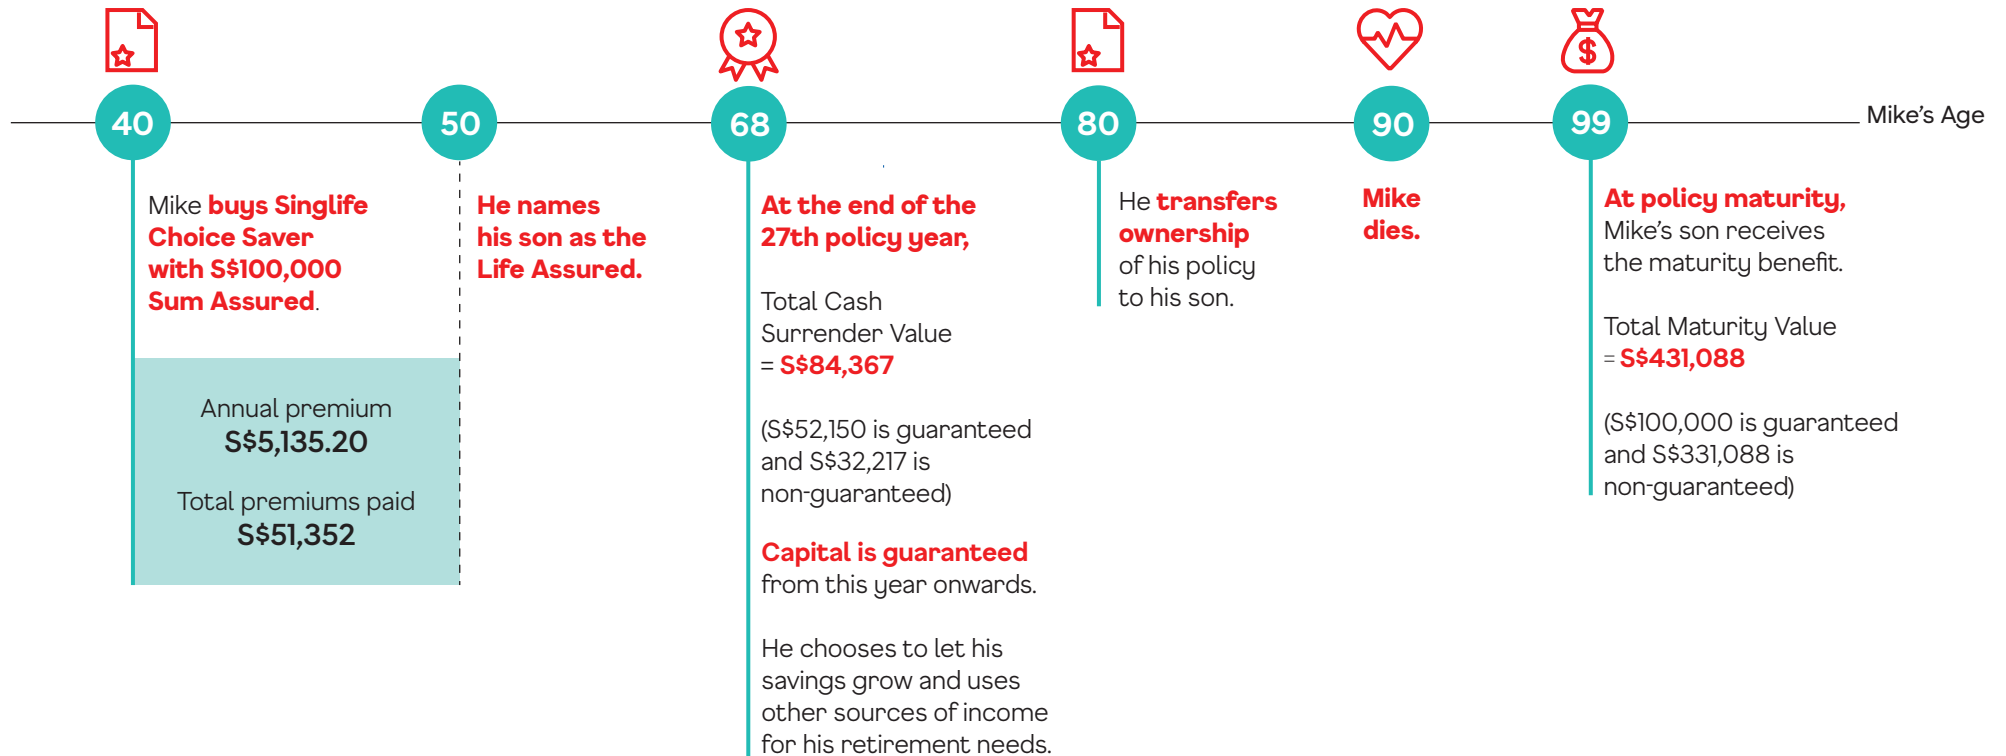 40
50
68
80
90
99
Mike's Age
Mike buys Singlife
Choice Saver
with S$100,000
Sum Assured.
Annual premium
S$5,135.20
Total premiums paid
S$51,352
He names
his son as the
Life Assured.
At the end of the
27th policy year,
Total Cash
Surrender Value
= S$84,367
(S$52,150 is guaranteed
and S$32,217 is
non-guaranteed)
Capital is guaranteed
from this year onwards.
He chooses to let his
savings grow and uses
other sources of income
for his retirement needs.
He transfers
ownership
of his policy
to his son.
Mike
dies.
At policy maturity,
Mike's son receives
the maturity benefit.
Total Maturity Value
= S$431,088
(S$100,000 is guaranteed
and S$331,088 is
non-guaranteed)
$